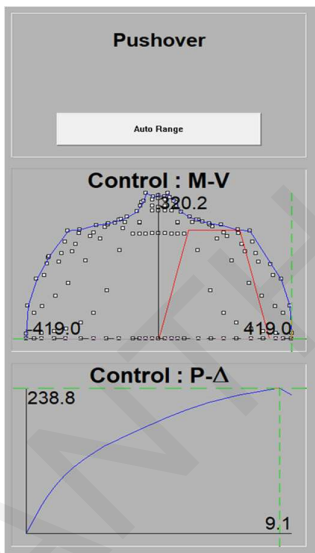 Pushover
Auto Range
Control : M-V
320.2
-419.0
419.0
Control : P-Δ
238.8
9.1